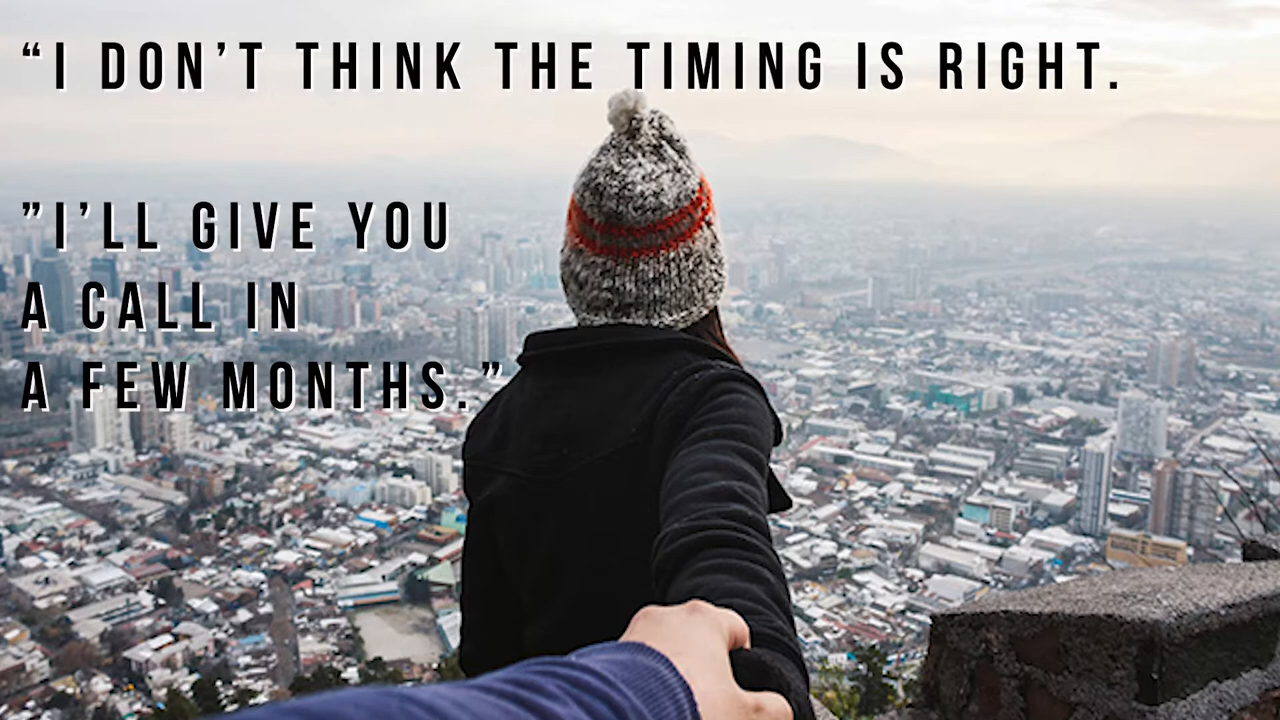 “I DON’T THINK THE TIMING IS RIGHT.
”I’LL GIVE YOU
A CALL IN
A FEW MONTHS.”